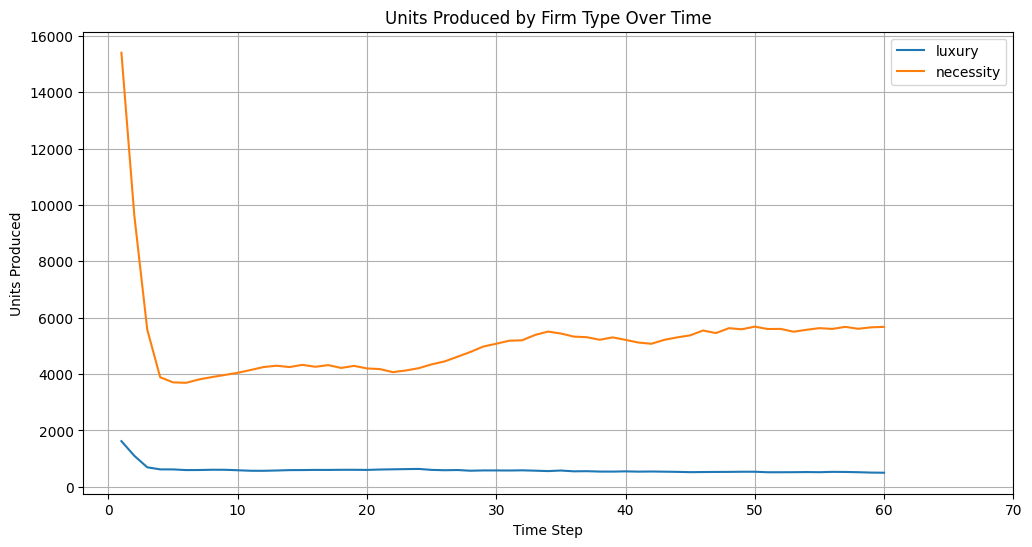 Units Produced by Firm Type Over Time
16000
14000
12000
10000
8000
6000
4000
2000
0
Units Produced
luxury
necessity
0 10 20 30 40 50 60 70
Time Step